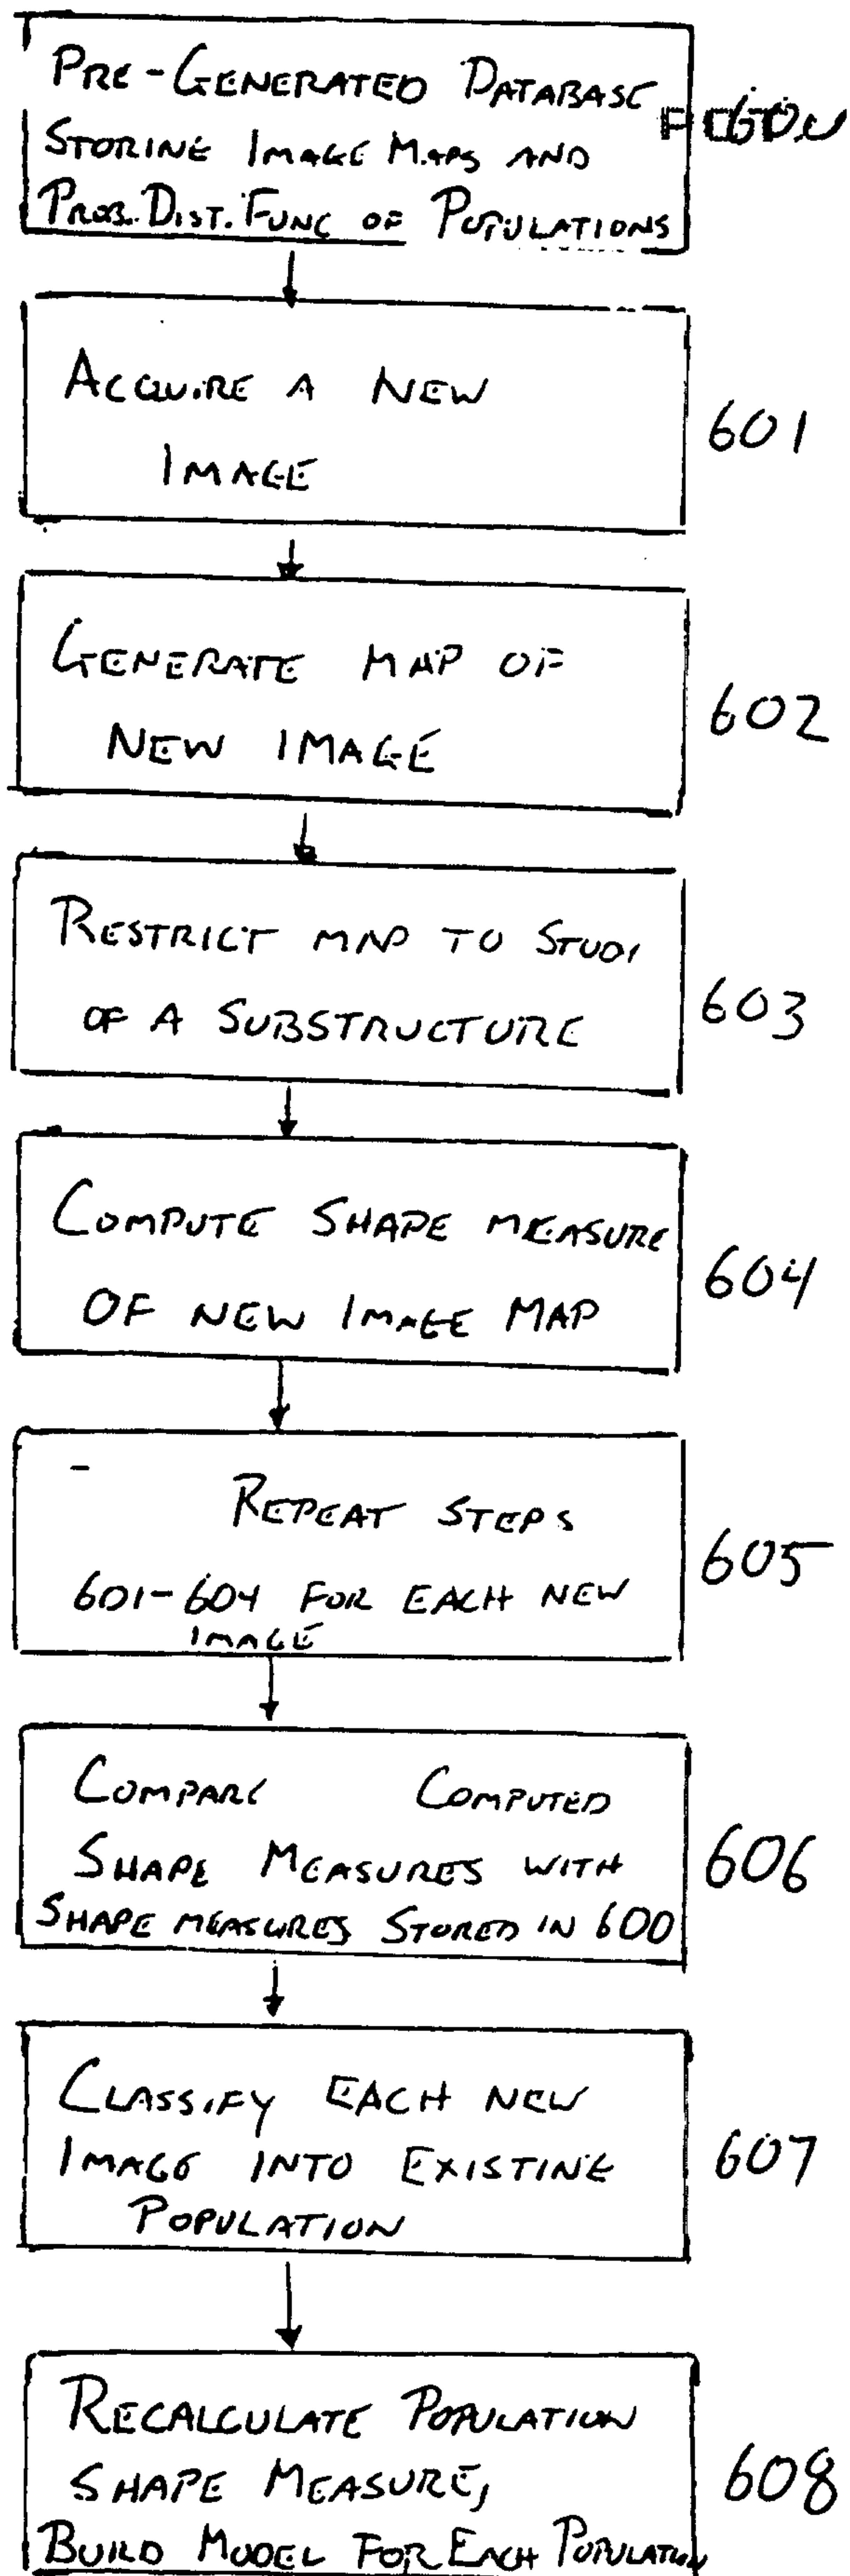 PRE-GENERATED DATABASE
STORING IMAGE MAPS AND
PROB. DIST. FUNC OF POPULATIONS
600
ACQUIRE A NEW
IMAGE
601
GENERATE MAP OF
NEW IMAGE
602
RESTRICT MAP TO STUDY
OF A SUBSTRUCTURE
603
COMPUTE SHAPE MEASURE
OF NEW IMAGE MAP
604
REPEAT STEPS
601-604 FOR EACH NEW
IMAGE
605
COMPARE COMPUTED
SHAPE MEASURES WITH
SHAPE MEASURES STORED IN 600
606
CLASSIFY EACH NEW
IMAGE INTO EXISTING
POPULATION
607
RECALCULATE POPULATION
SHAPE MEASURE,
BUILD MODEL FOR EACH POPULATION
608